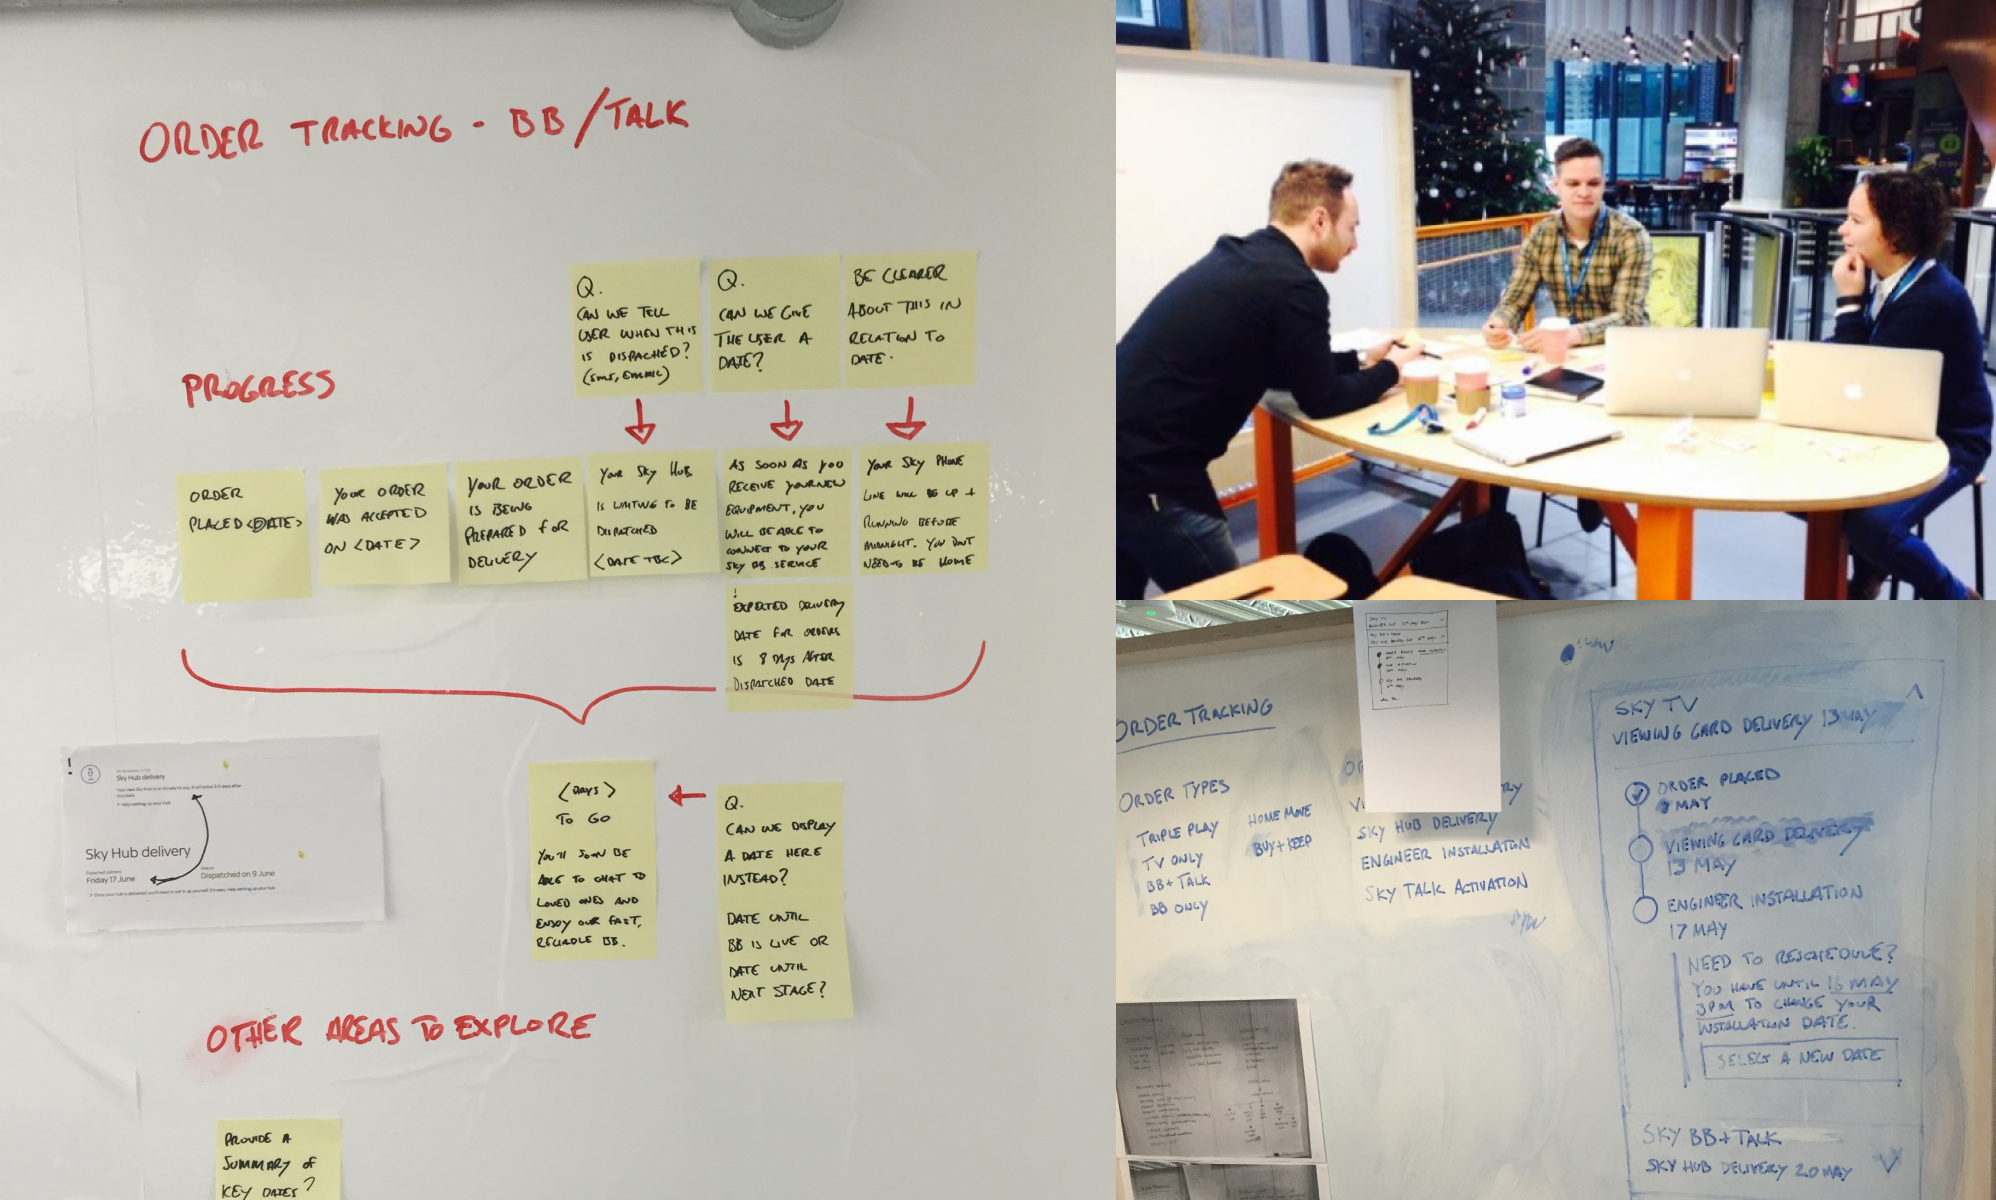 ORDER TRACKING - BB/TALK
PROGRESS
Q.
CAN WE TELL
USER WHEN THIS
IS DISPACHED?
(SMS, EMAIL)
Q.
CAN WE GIVE
THE USER A
DATE?
BE CLEARER
ABOUT THIS IN
RELATION TO
DATE.
ORDER
PLACED <DATE>
YOUR ORDER
WAS ACCEPTED
ON <DATE>
YOUR ORDER
IS BEING
PREPARED FOR
DELIVERY
YOUR SKY HUB
IS WAITING TO BE
DISPATCHED
<DATE TBC>
AS SOON AS YOU
RECEIVE YOUR NEW
EQUIPMENT, YOU
WILL BE ABLE TO
CONNECT TO YOUR
SKY BB SERVICE
YOUR SKY PHONE
LINE WILL BE UP +
RUNNING BEFORE
MIDNIGHT. YOU DON'T
NEED TO BE HOME
!
EXPECTED DELIVERY
DATE FOR ORDERS
IS 8 DAYS AFTER
DISPATCHED DATE
!
Sky Hub delivery
Sky Hub delivery
Expected delivery
Friday 17 June
Status
Dispatched on 9 June
<DAYS>
TO GO
YOU'LL SOON BE
ABLE TO CHAT TO
LOVED ONES AND
ENJOY OUR FAST,
RELIABLE BB.
Q.
CAN WE DISPLAY
A DATE HERE
INSTEAD?
DATE UNTIL
BB IS LIVE OR
DATE UNTIL
NEXT STAGE?
OTHER AREAS TO EXPLORE
PROVIDE A
SUMMARY OF
KEY DATES?
ORDER TRACKING
ORDER TYPES
TRIPLE PLAY
TV ONLY
BB + TALK
BB ONLY
HOME MOVE
BUY + KEEP
SKY HUB DELIVERY
ENGINEER INSTALLATION
SKY TALK ACTIVATION
SKY TV
VIEWING CARD DELIVERY 13 MAY
ORDER PLACED
MAY
VIEWING CARD DELIVERY
13 MAY
ENGINEER INSTALLATION
17 MAY
NEED TO RESCHEDULE?
YOU HAVE UNTIL 16 MAY
3PM TO CHANGE YOUR
INSTALLATION DATE.
SELECT A NEW DATE
SKY BB + TALK
SKY HUB DELIVERY 20 MAY